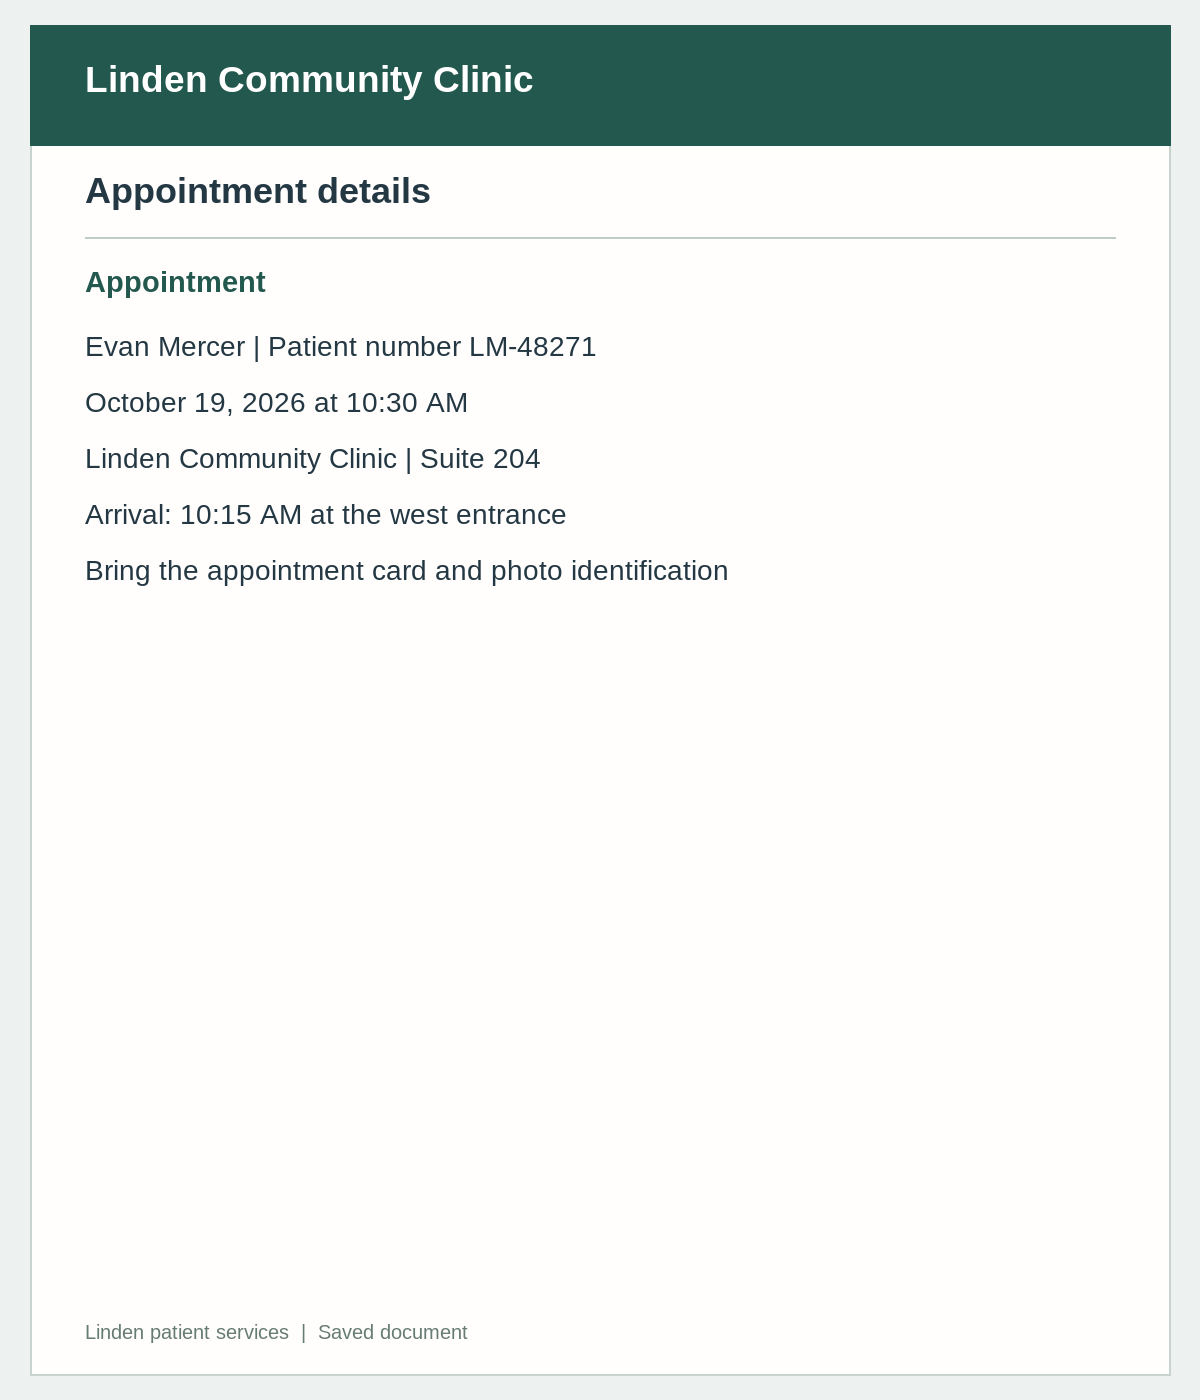 Linden Community Clinic
Appointment details
Appointment
Evan Mercer | Patient number LM-48271
October 19, 2026 at 10:30 AM
Linden Community Clinic | Suite 204
Arrival: 10:15 AM at the west entrance
Bring the appointment card and photo identification
Linden patient services | Saved document